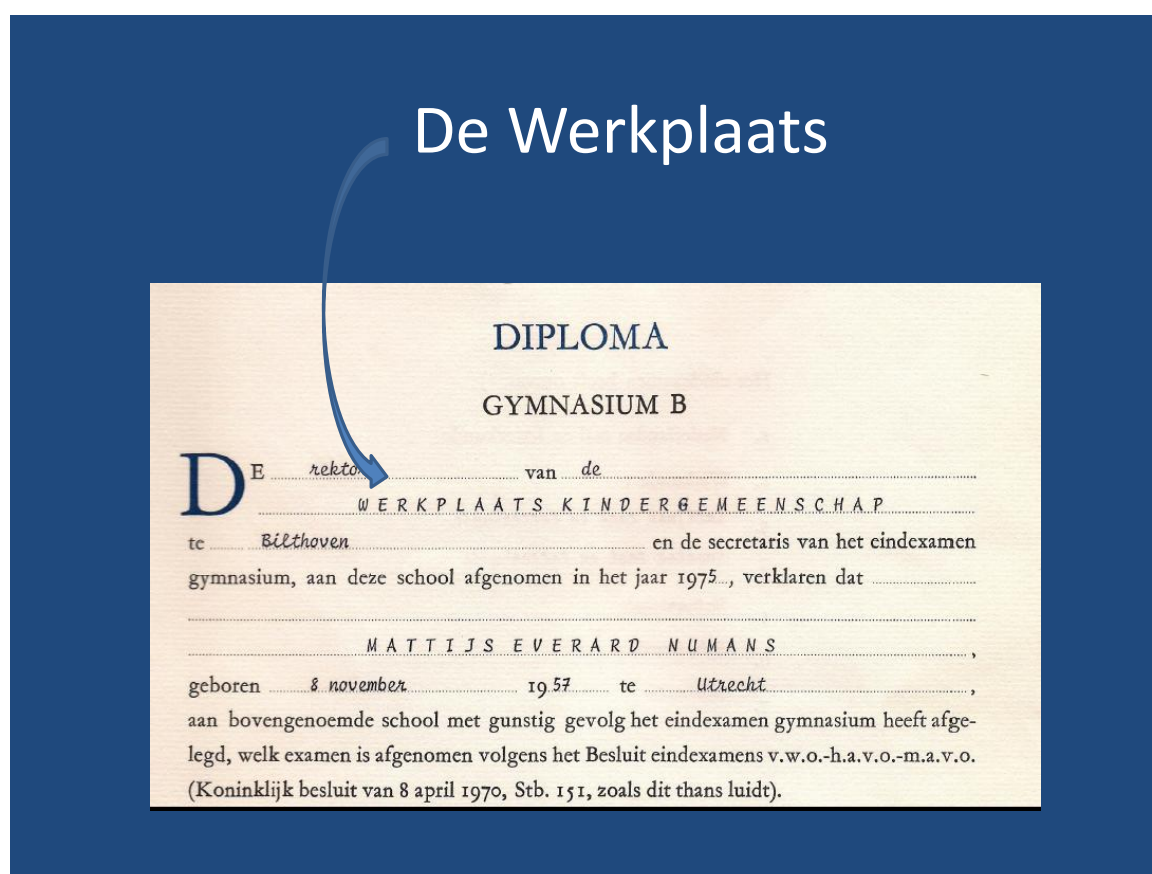 De Werkplaats
DIPLOMA
GYMNASIUM B
DE rektor van de
WERKPLAATS KINDERGEMEENSCHAP
te Bilthoven en de secretaris van het eindexamen
gymnasium, aan deze school afgenomen in het jaar 1975, verklaren dat
MATTIJS EVERARD NUMANS,
geboren 8 november 1957 te Utrecht,
aan bovengenoemde school met gunstig gevolg het eindexamen gymnasium heeft afge-
legd, welk examen is afgenomen volgens het Besluit eindexamens v.w.o.-h.a.v.o.-m.a.v.o.
(Koninklijk besluit van 8 april 1970, Stb. 151, zoals dit thans luidt).